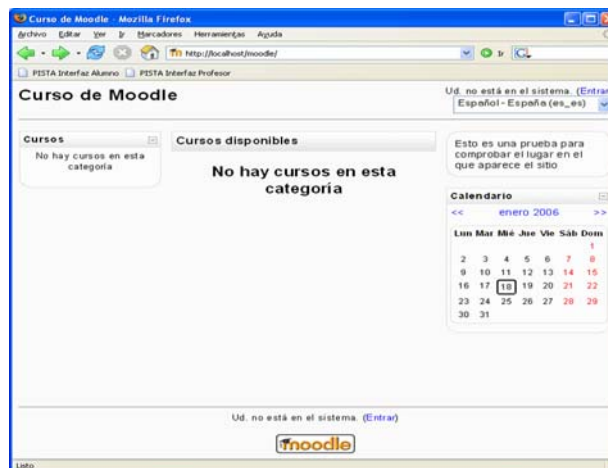 Curso de Moodle - Mozilla Firefox
Archivo Editar Ver Ir Marcadores Herramientas Ayuda
http://localhost/moodle/ Ir
PISTA Interfaz Alumno PISTA Interfaz Profesor
Curso de Moodle
Ud. no está en el sistema. (Entrar
Español - España (es_es)
Cursos
No hay cursos en esta
categoría
Cursos disponibles
No hay cursos en esta
categoría
Esto es una prueba para
comprobar el lugar en el
que aparece el sitio
Calendario
<< enero 2006 >>
Lun Mar Mié Jue Vie Sáb Dom
1
2 3 4 5 6 7 8
9 10 11 12 13 14 15
16 17 18 19 20 21 22
23 24 25 26 27 28 29
30 31
Ud. no está en el sistema. (Entrar)
moodle
Listo